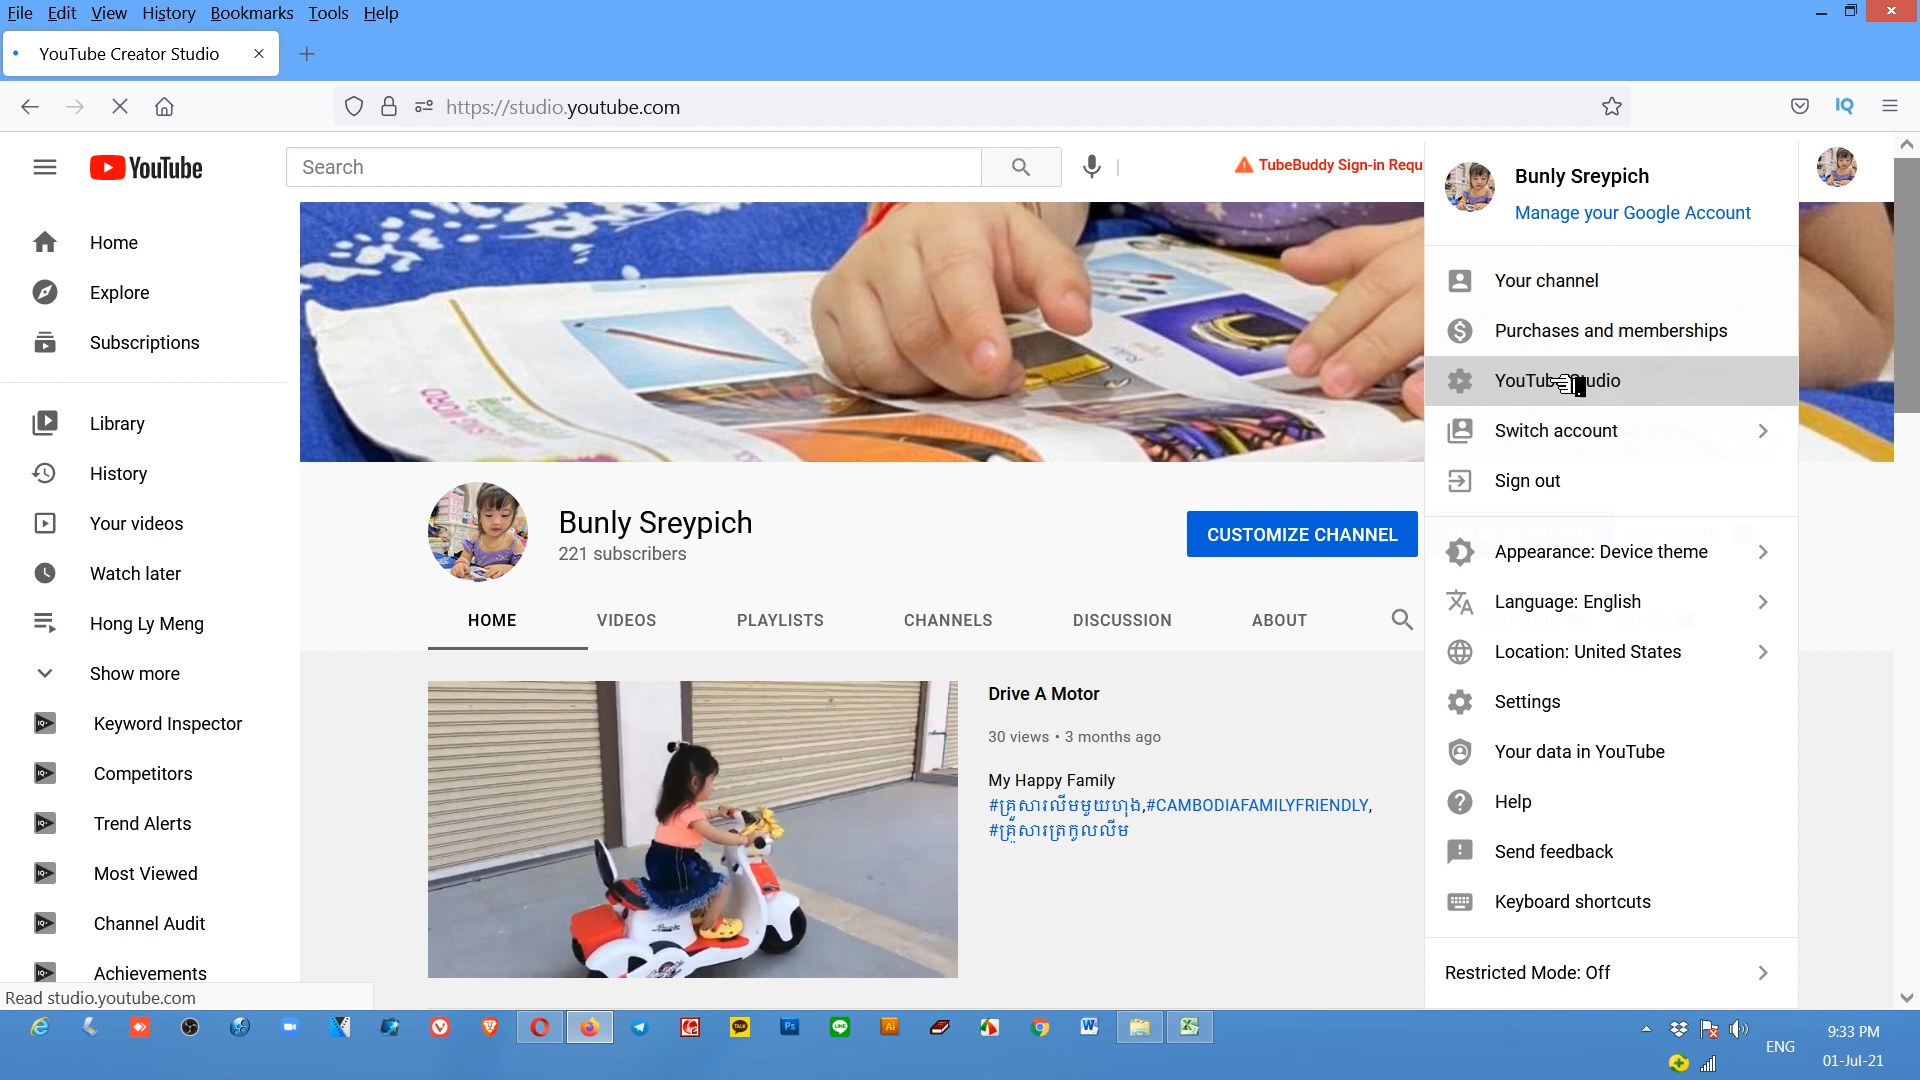 File Edit View History Bookmarks Tools Help
YouTube Creator Studio
https://studio.youtube.com
IQ
YouTube
Search
TubeBuddy Sign-in Requ
Home
Explore
Subscriptions
Library
History
Your videos
Watch later
Hong Ly Meng
Show more
Keyword Inspector
Competitors
Trend Alerts
Most Viewed
Channel Audit
Achievements
Read studio.youtube.com
Bunly Sreypich
221 subscribers
CUSTOMIZE CHANNEL
HOME VIDEOS PLAYLISTS CHANNELS DISCUSSION ABOUT
Drive A Motor
30 views • 3 months ago
My Happy Family
#គ្រួសារលីមមួយហុង,#CAMBODIAFAMILYFRIENDLY,
#គ្រួសារត្រកូលលីម
Bunly Sreypich
Manage your Google Account
Your channel
Purchases and memberships
YouTube Studio
Switch account
Sign out
Appearance: Device theme
Language: English
Location: United States
Settings
Your data in YouTube
Help
Send feedback
Keyboard shortcuts
Restricted Mode: Off
ENG
9:33 PM
01-Jul-21